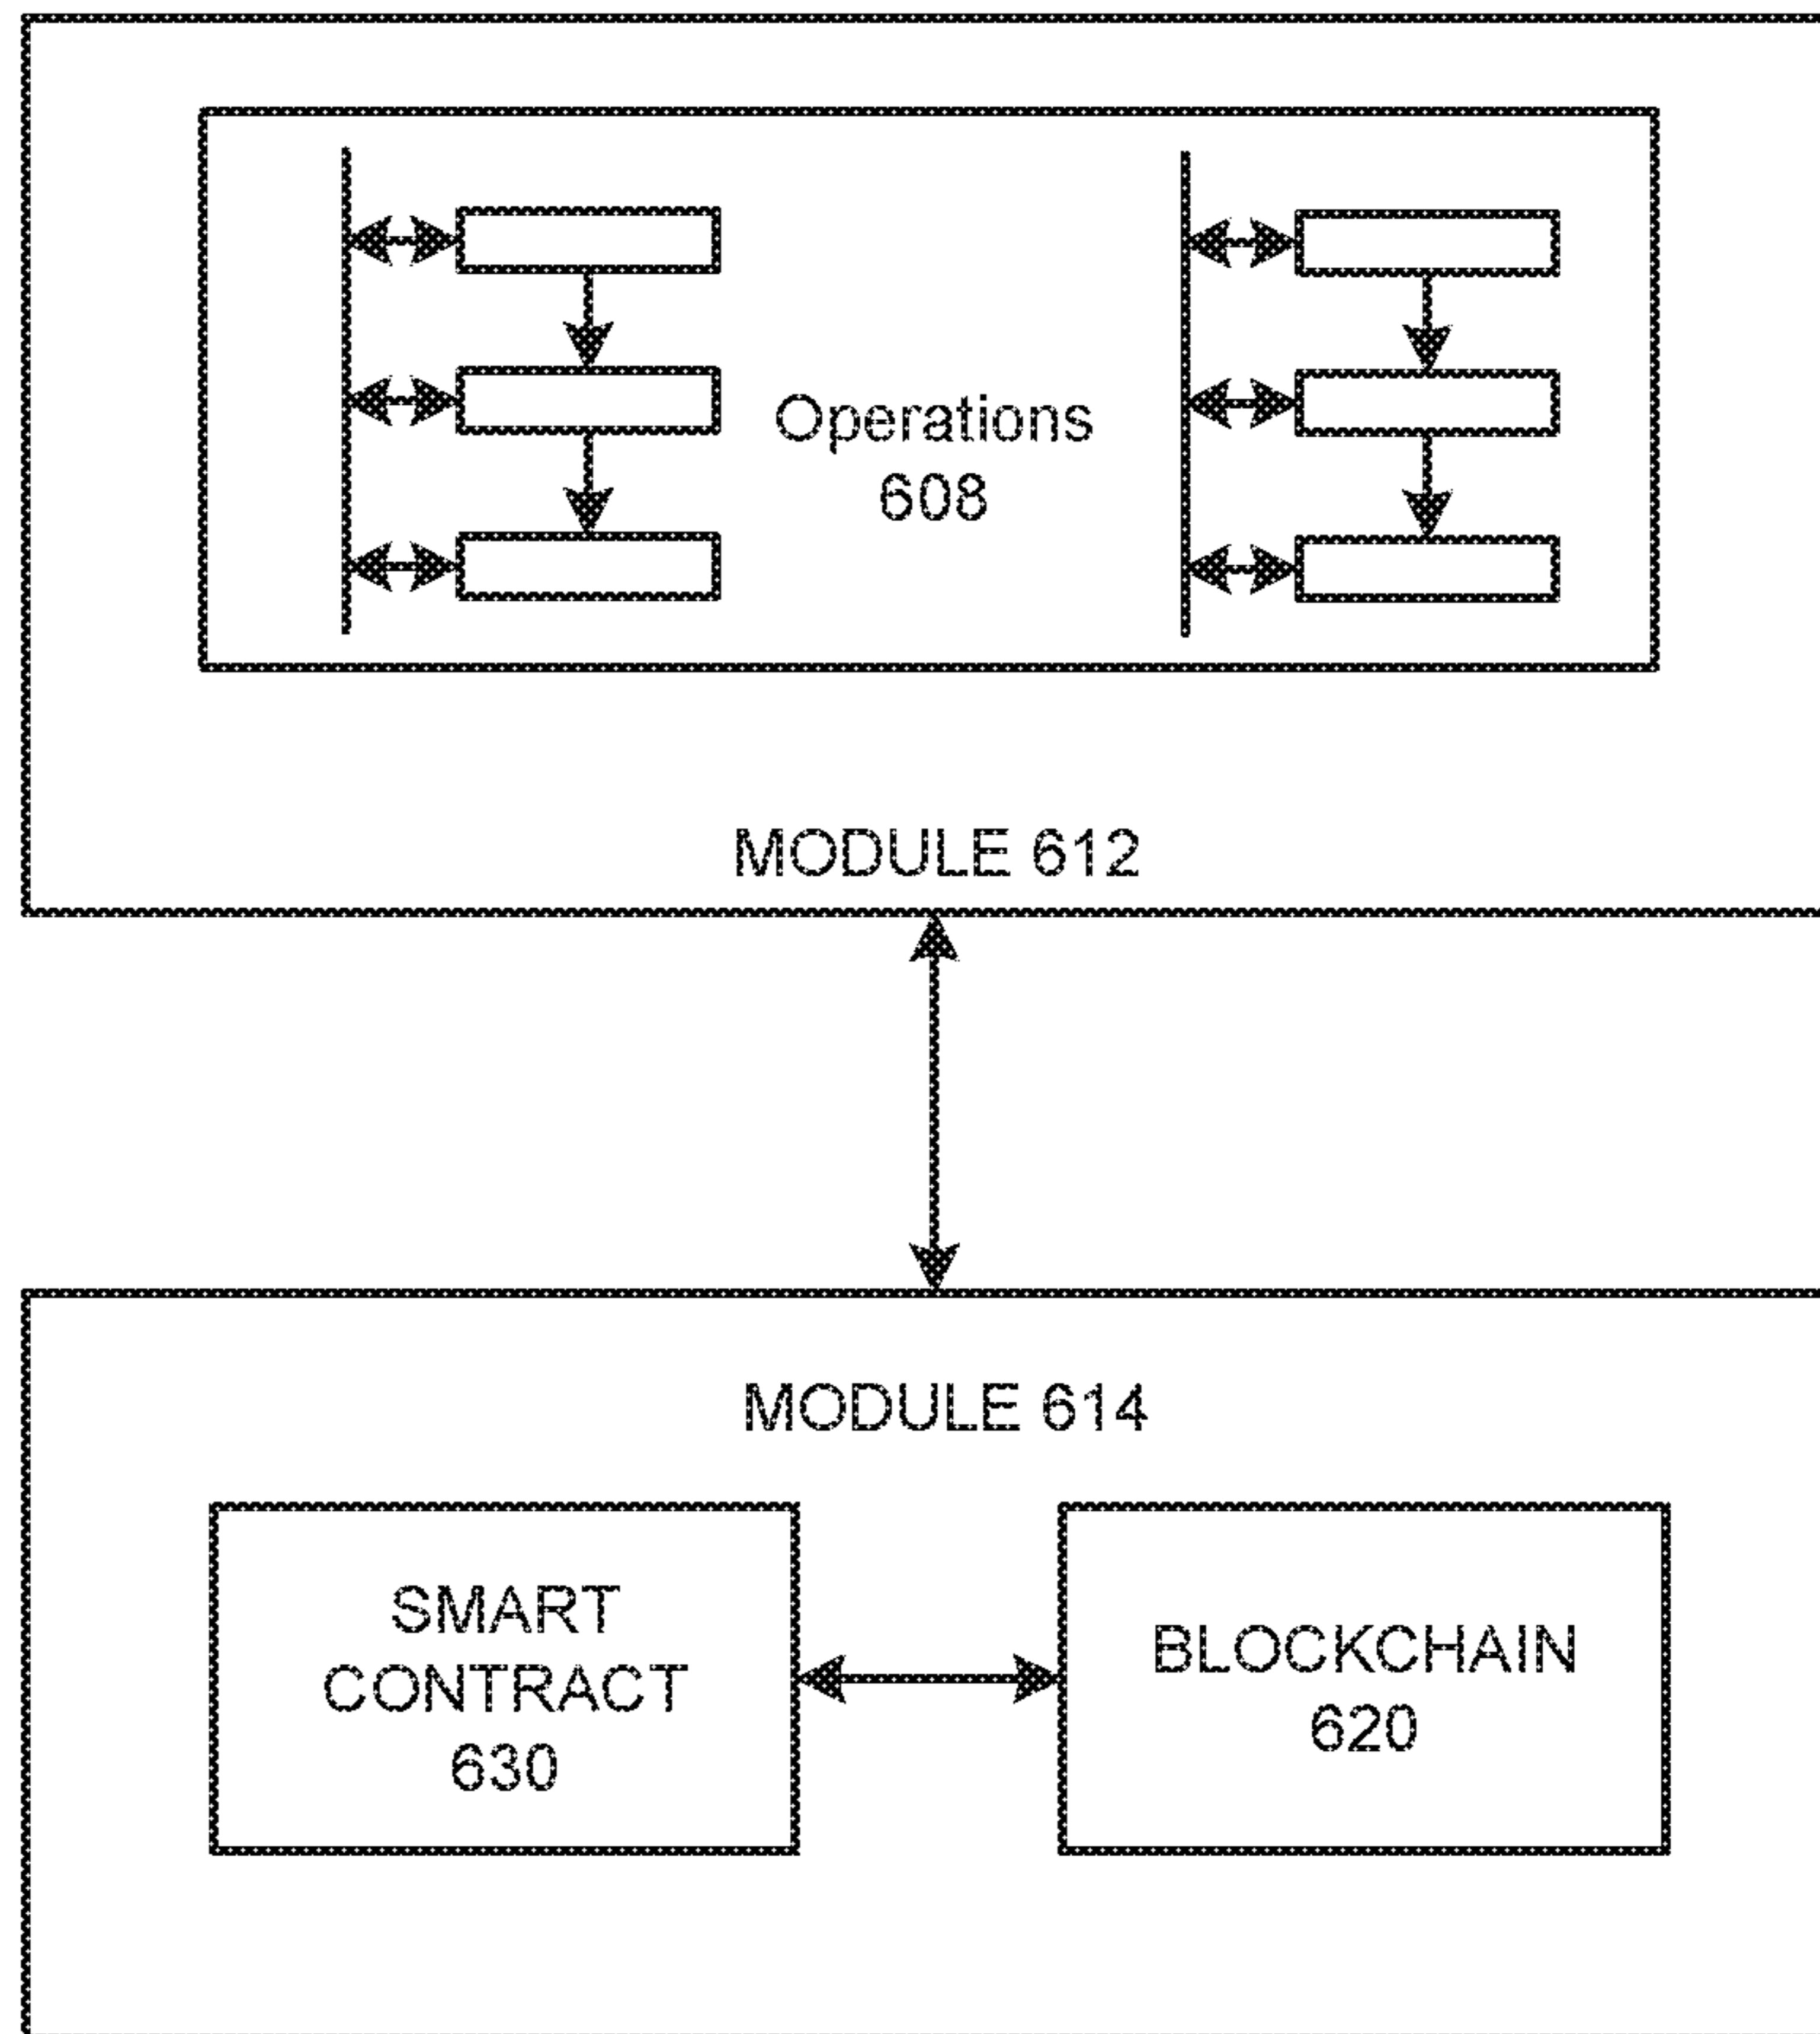 Operations
608
MODULE 612
MODULE 614
SMART
CONTRACT
630
BLOCKCHAIN
620